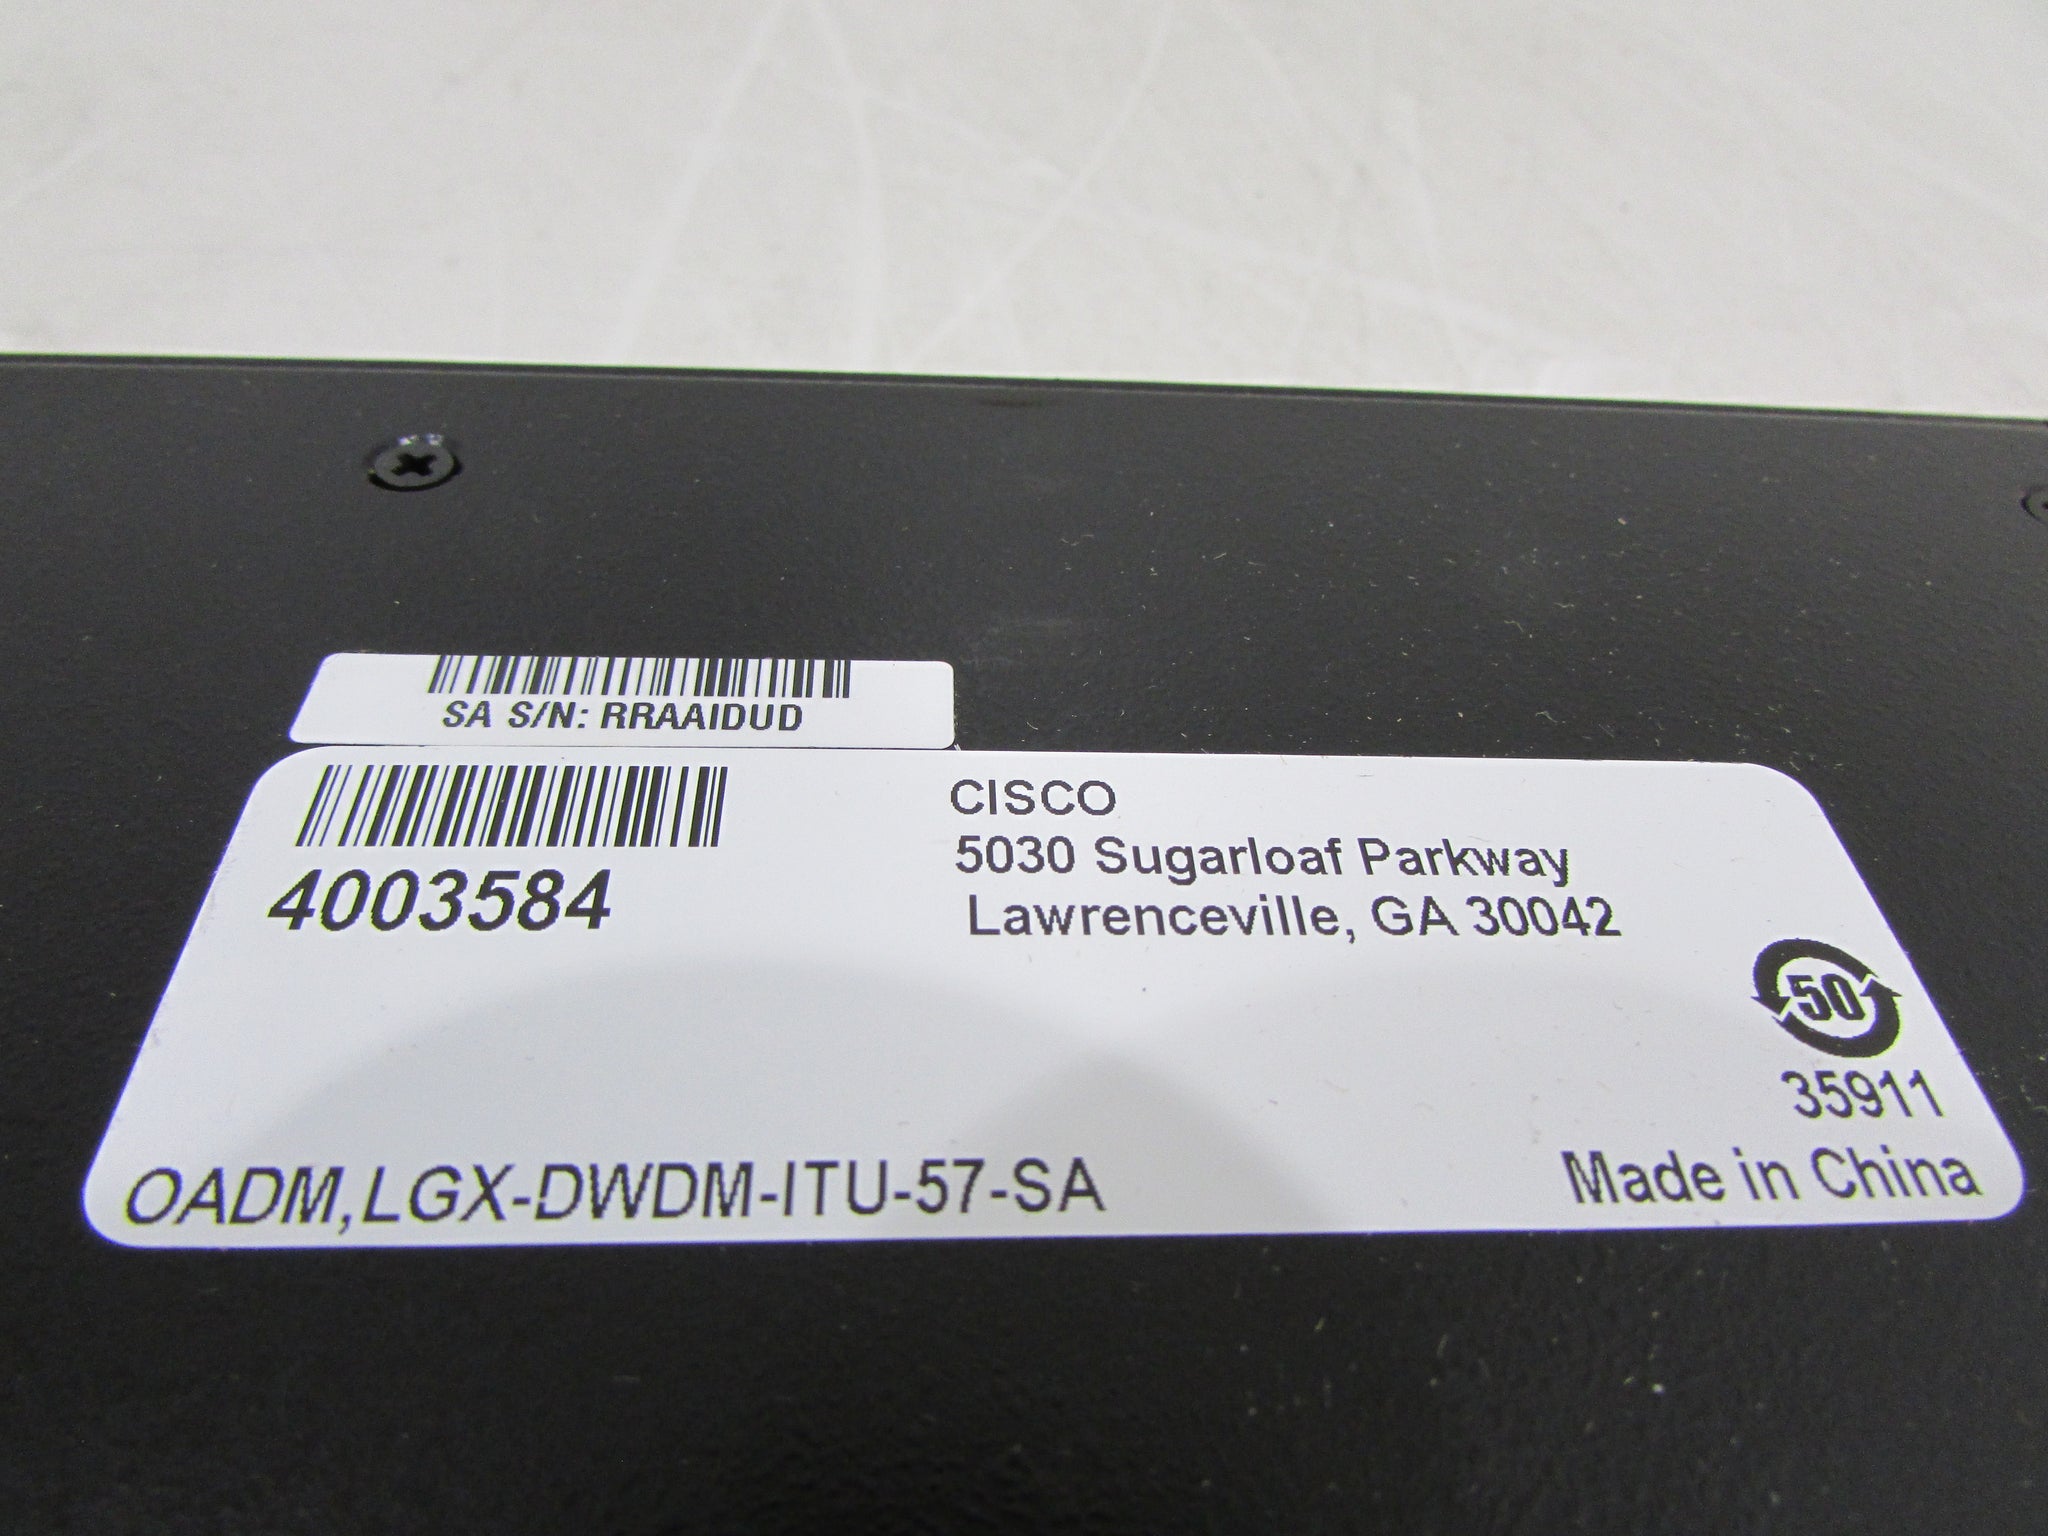 SA S/N: RRAAIDUD
4003584
CISCO
5030 Sugarloaf Parkway
Lawrenceville, GA 30042
50
35911
OADM,LGX-DWDM-ITU-57-SA
Made in China